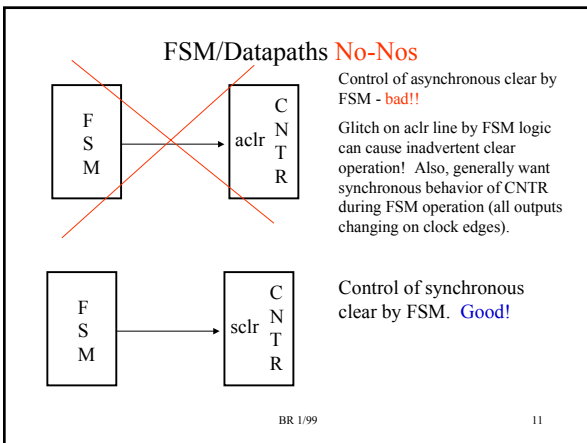 FSM/Datapaths No-Nos
F
S
M
aclr
C
N
T
R
Control of asynchronous clear by
FSM - bad!!
Glitch on aclr line by FSM logic
can cause inadvertent clear
operation! Also, generally want
synchronous behavior of CNTR
during FSM operation (all outputs
changing on clock edges).
F
S
M
sclr
C
N
T
R
Control of synchronous
clear by FSM. Good!
BR 1/99
11